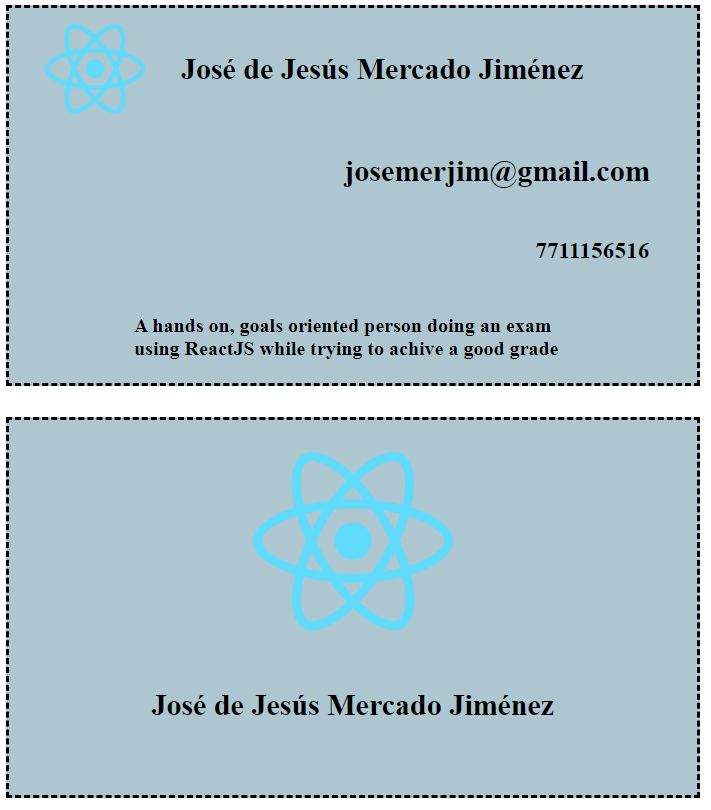 José de Jesús Mercado Jiménez
josemerjim@gmail.com
7711156516
A hands on, goals oriented person doing an exam
using ReactJS while trying to achive a good grade
José de Jesús Mercado Jiménez